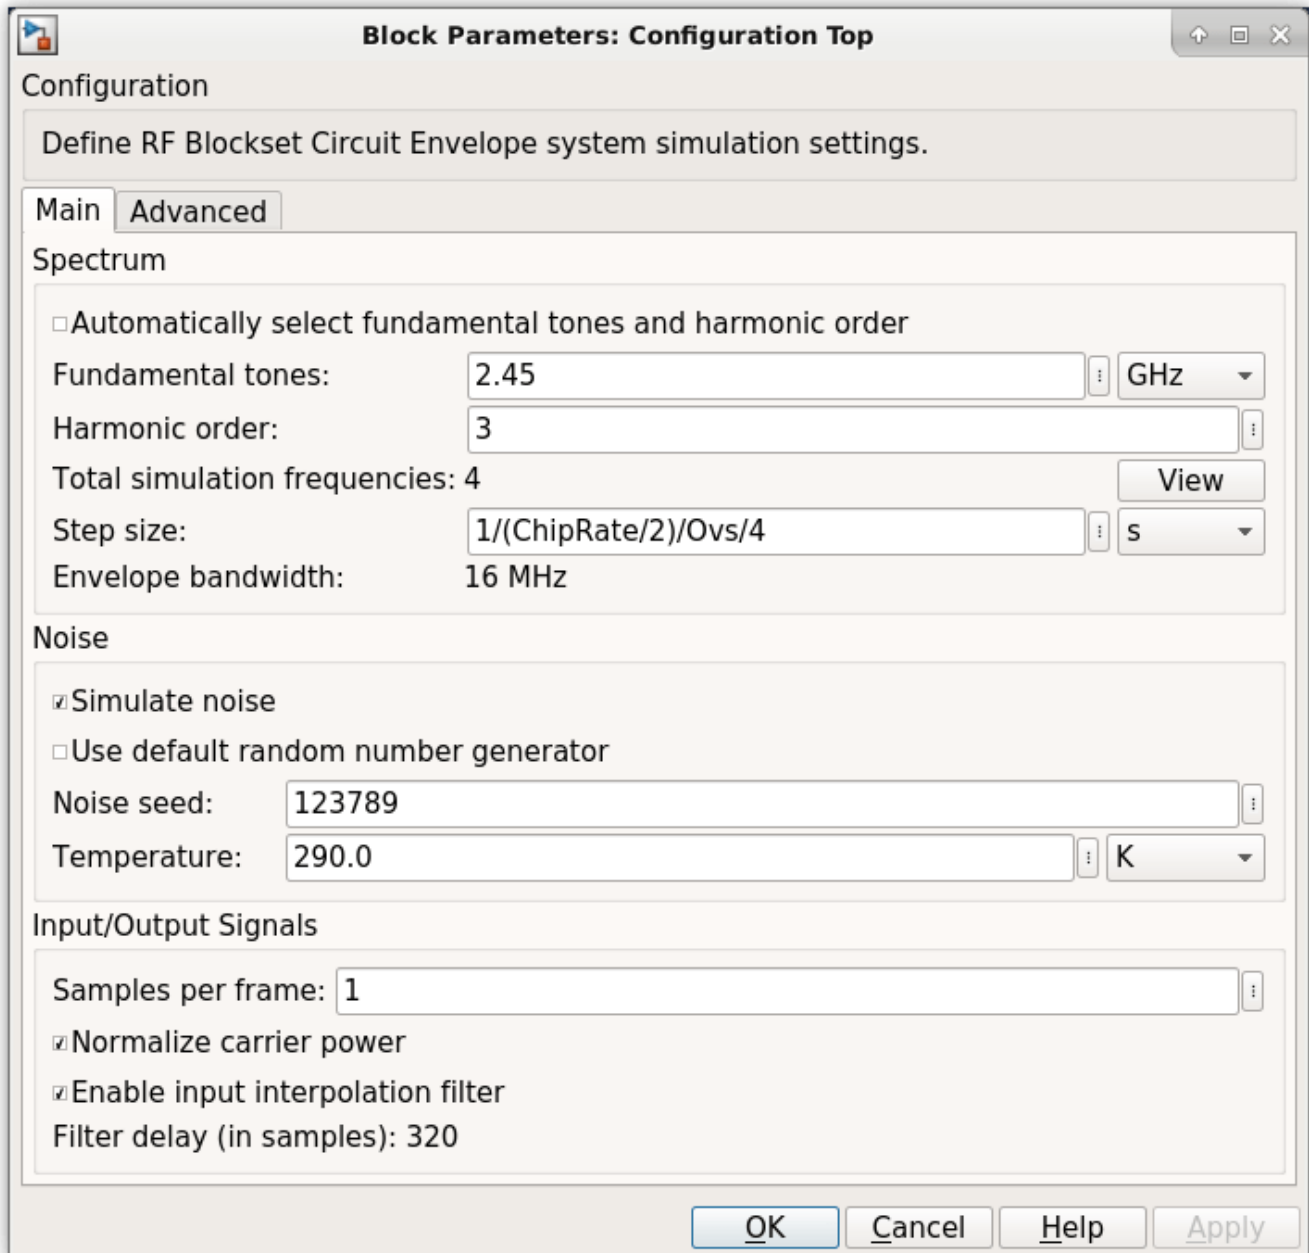 Block Parameters: Configuration Top
Configuration
Define RF Blockset Circuit Envelope system simulation settings.
Main Advanced
Spectrum
Automatically select fundamental tones and harmonic order
Fundamental tones: 2.45 GHz
Harmonic order: 3
Total simulation frequencies: 4 View
Step size: 1/(ChipRate/2)/Ovs/4 s
Envelope bandwidth: 16 MHz
Noise
Simulate noise
Use default random number generator
Noise seed: 123789
Temperature: 290.0 K
Input/Output Signals
Samples per frame: 1
Normalize carrier power
Enable input interpolation filter
Filter delay (in samples): 320
OK Cancel Help Apply